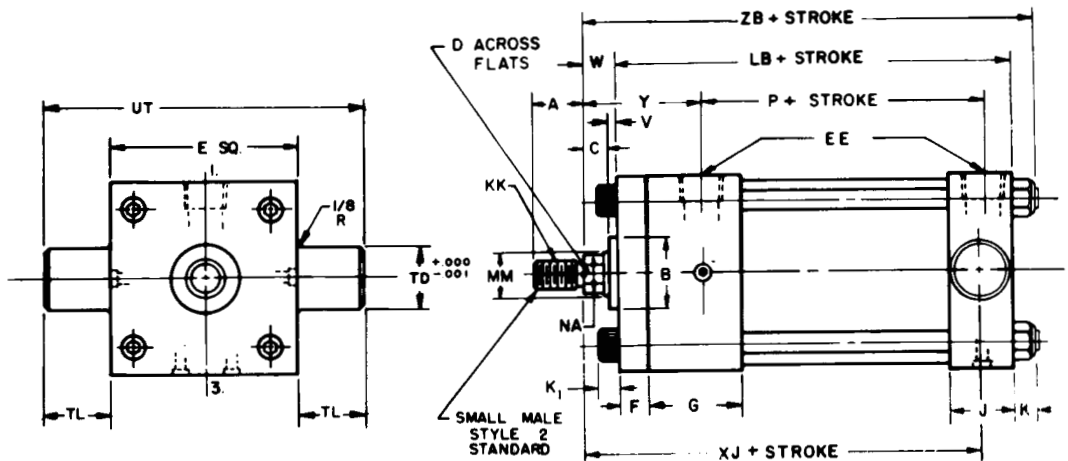 ZB + STROKE
D ACROSS
FLATS
W
LB + STROKE
UT
A
Y
P + STROKE
V
E SQ.
C
EE
1.
KK
1/8
R
TD +.000
-.001
MM
B
NA
3.
K1
F
G
J
K
TL
TL
SMALL MALE
STYLE 2
STANDARD
XJ + STROKE